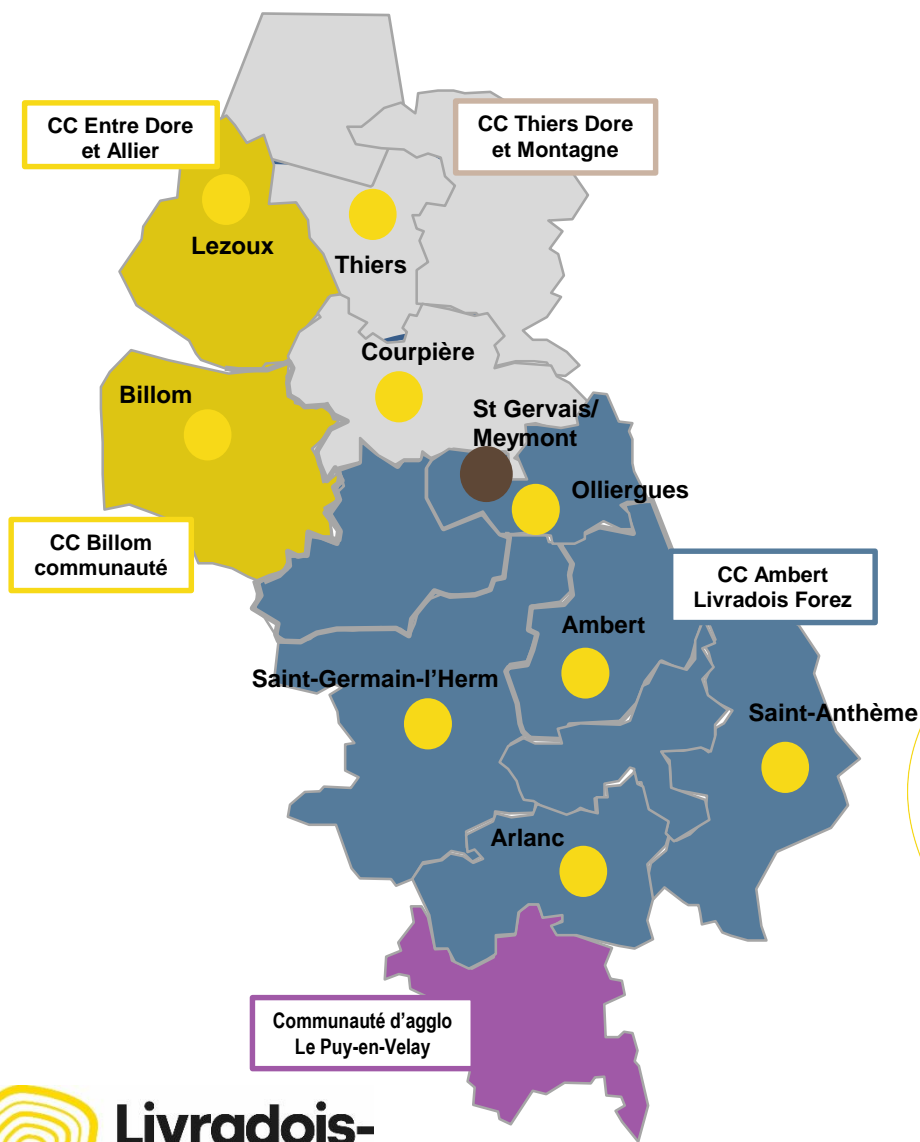 CC Entre Dore
et Allier
CC Thiers Dore
et Montagne
Lezoux
Thiers
Courpière
Billom
St Gervais/
Meymont
Olliergues
CC Billom
communauté
CC Ambert
Livradois Forez
Ambert
Saint-Germain-l’Herm
Saint-Anthème
Arlanc
Communauté d’agglo
Le Puy-en-Velay
Livradois-